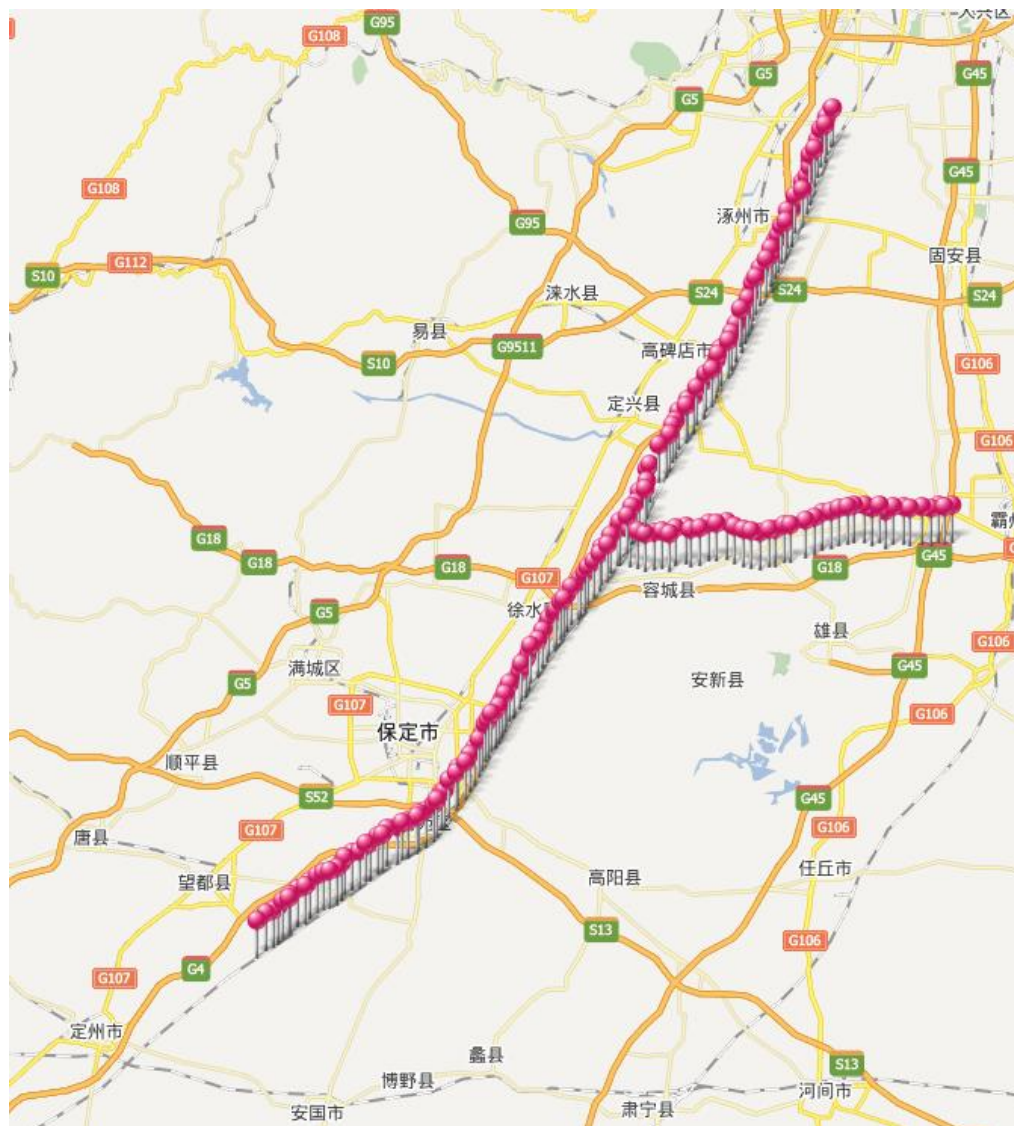 大兴区
G95
G108
G5
G45
G5
G45
G108
涿州市
G95
固安县
G112
S10
涞水县
S24
S24
S24
易县
G9511
高碑店市
S10
G106
定兴县
G106
G18
G18
G18
G107
G45
G18
容城县
徐水
G5
雄县
G106
满城区
G45
G5
安新县
G107
G106
保定市
顺平县
S52
G45
G107
G106
唐县
望都县
高阳县
任丘市
S13
G106
G4
G107
定州市
蠡县
S13
博野县
河间市
安国市
肃宁县